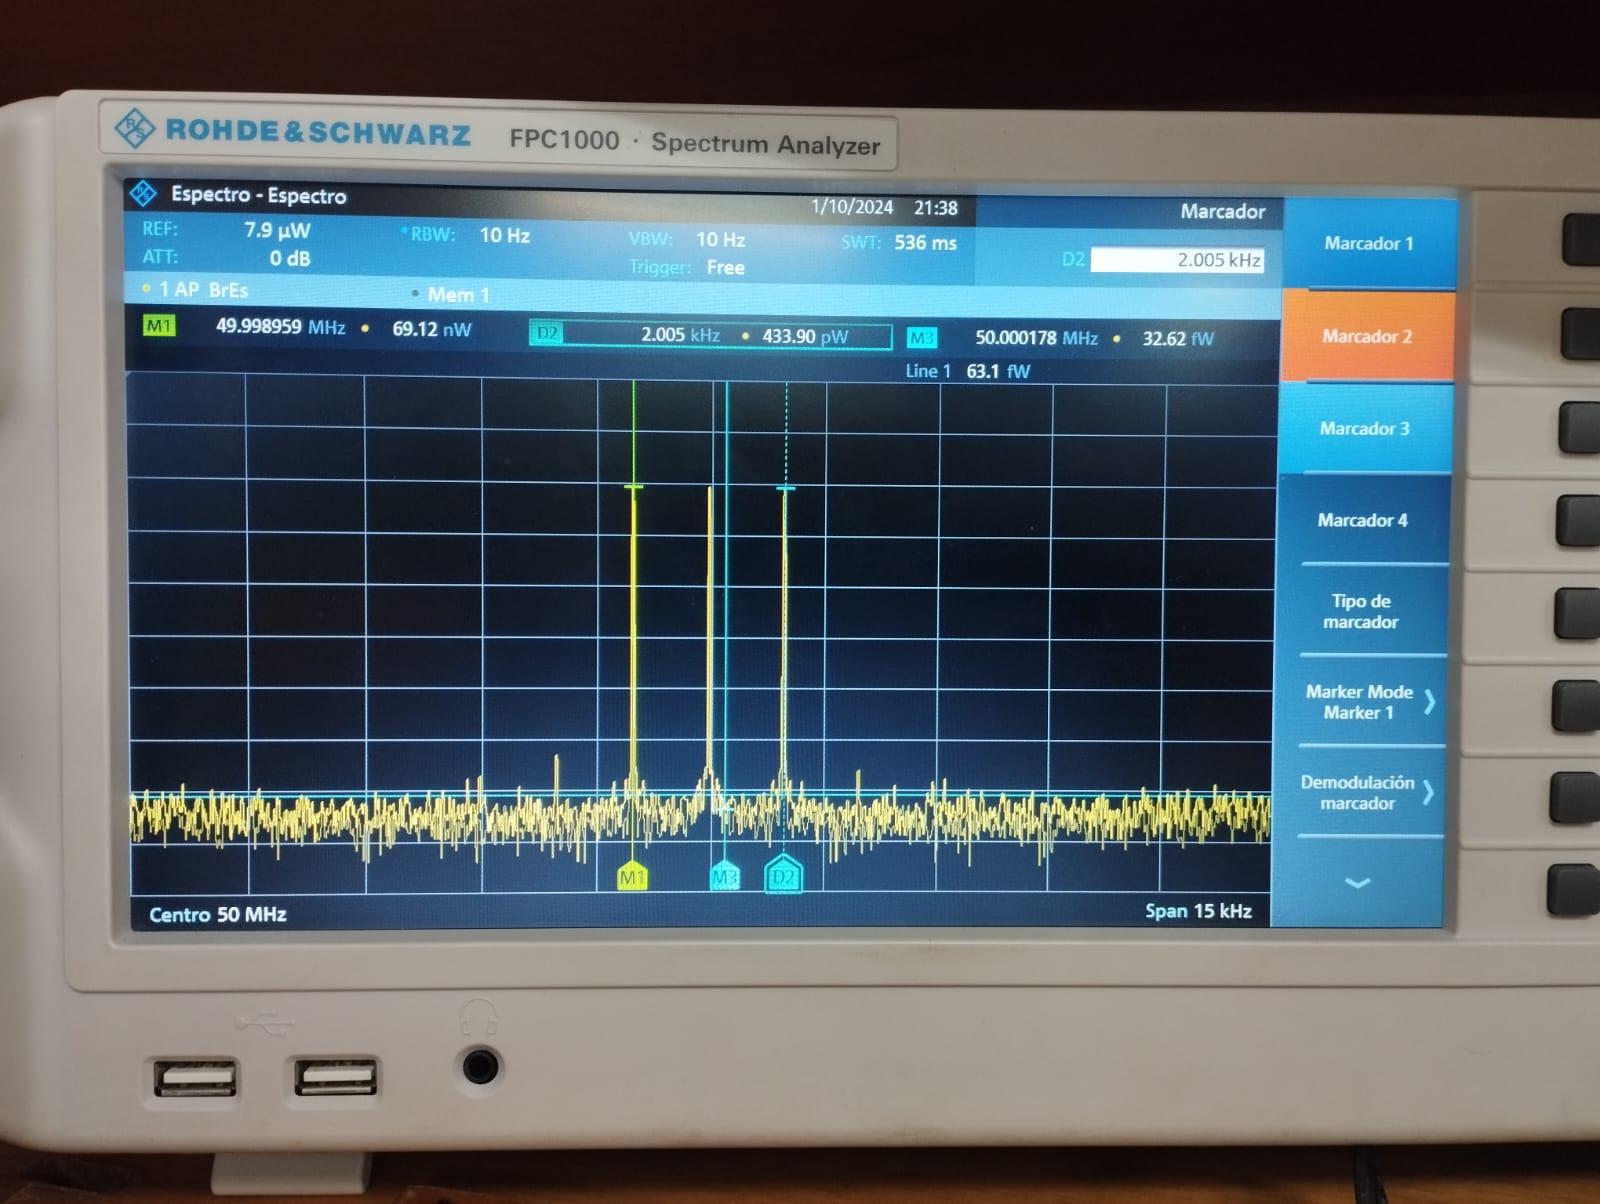 ROHDE & SCHWARZ FPC1000 · Spectrum Analyzer
Espectro - Espectro 1/10/2024 21:38 Marcador
REF: 7.9 µW RBW: 10 Hz VBW: 10 Hz SWT: 536 ms D2 2.005 kHz
ATT: 0 dB Trigger: Free
1 AP BrEs Mem 1
M1 49.998959 MHz 69.12 nW D2 2.005 kHz 433.90 pW M3 50.000178 MHz 32.62 fW
Line 1 63.1 fW
M1 M3 D2
Centro 50 MHz Span 15 kHz
Marcador 1
Marcador 2
Marcador 3
Marcador 4
Tipo de
marcador
Marker Mode
Marker 1
Demodulación
marcador